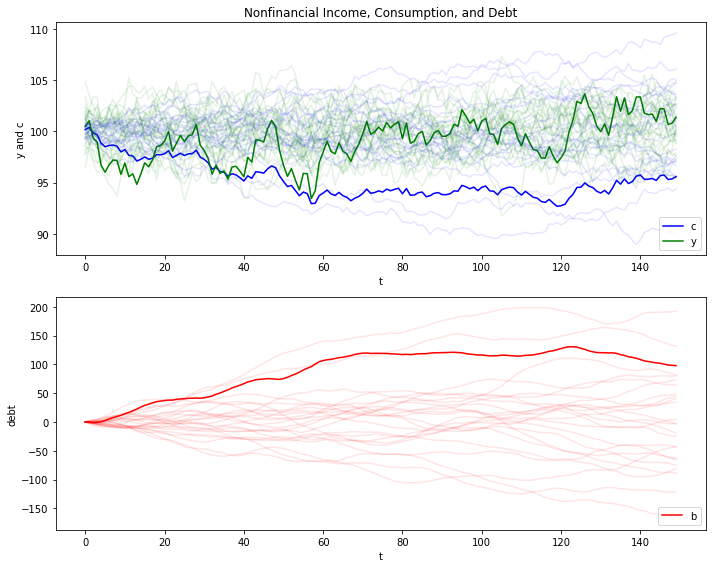 Nonfinancial Income, Consumption, and Debt
110
105
100
95
90
y and c
c
y
0 20 40 60 80 100 120 140
t
200
150
100
50
0
−50
−100
−150
debt
b
0 20 40 60 80 100 120 140
t